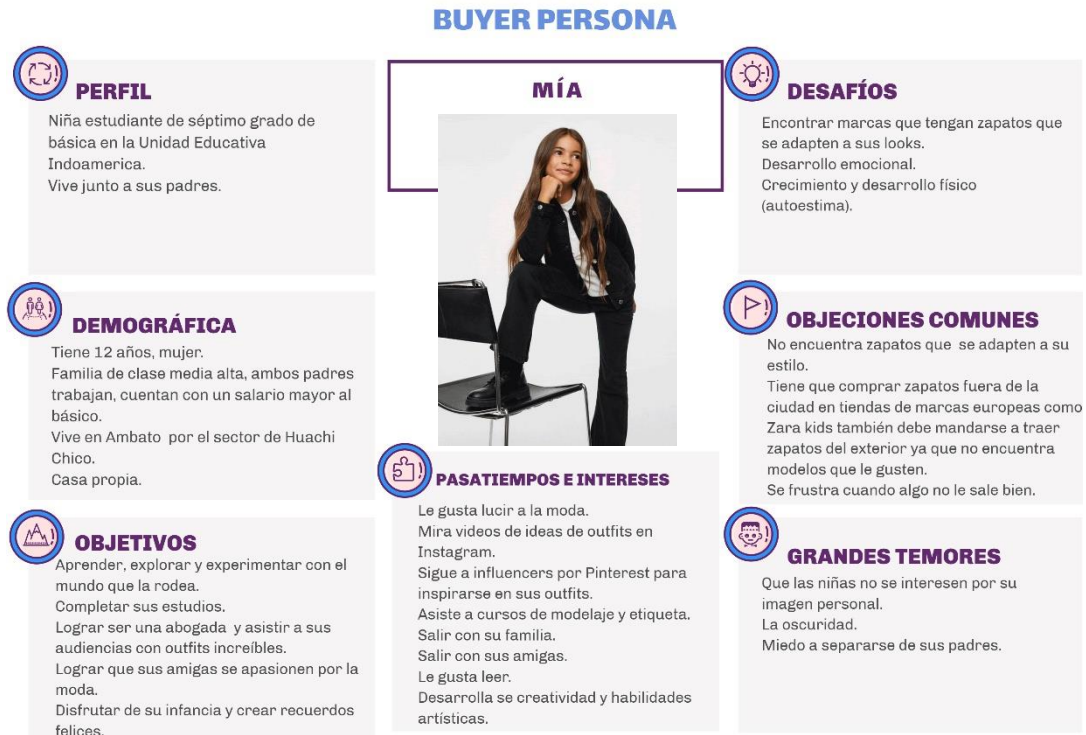 BUYER PERSONA
PERFIL
Niña estudiante de séptimo grado de
básica en la Unidad Educativa
Indoamerica.
Vive junto a sus padres.
DEMOGRÁFICA
Tiene 12 años, mujer.
Familia de clase media alta, ambos padres
trabajan, cuentan con un salario mayor al
básico.
Vive en Ambato por el sector de Huachi
Chico.
Casa propia.
OBJETIVOS
Aprender, explorar y experimentar con el
mundo que la rodea.
Completar sus estudios.
Lograr ser una abogada y asistir a sus
audiencias con outfits increíbles.
Lograr que sus amigas se apasionen por la
moda.
Disfrutar de su infancia y crear recuerdos
felices.
MÍA
PASATIEMPOS E INTERESES
Le gusta lucir a la moda.
Mira videos de ideas de outfits en
Instagram.
Sigue a influencers por Pinterest para
inspirarse en sus outfits.
Asiste a cursos de modelaje y etiqueta.
Salir con su familia.
Salir con sus amigas.
Le gusta leer.
Desarrolla se creatividad y habilidades
artísticas.
DESAFÍOS
Encontrar marcas que tengan zapatos que
se adapten a sus looks.
Desarrollo emocional.
Crecimiento y desarrollo físico
(autoestima).
OBJECIONES COMUNES
No encuentra zapatos que se adapten a su
estilo.
Tiene que comprar zapatos fuera de la
ciudad en tiendas de marcas europeas como
Zara kids también debe mandarse a traer
zapatos del exterior ya que no encuentra
modelos que le gusten.
Se frustra cuando algo no le sale bien.
GRANDES TEMORES
Que las niñas no se interesen por su
imagen personal.
La oscuridad.
Miedo a separarse de sus padres.